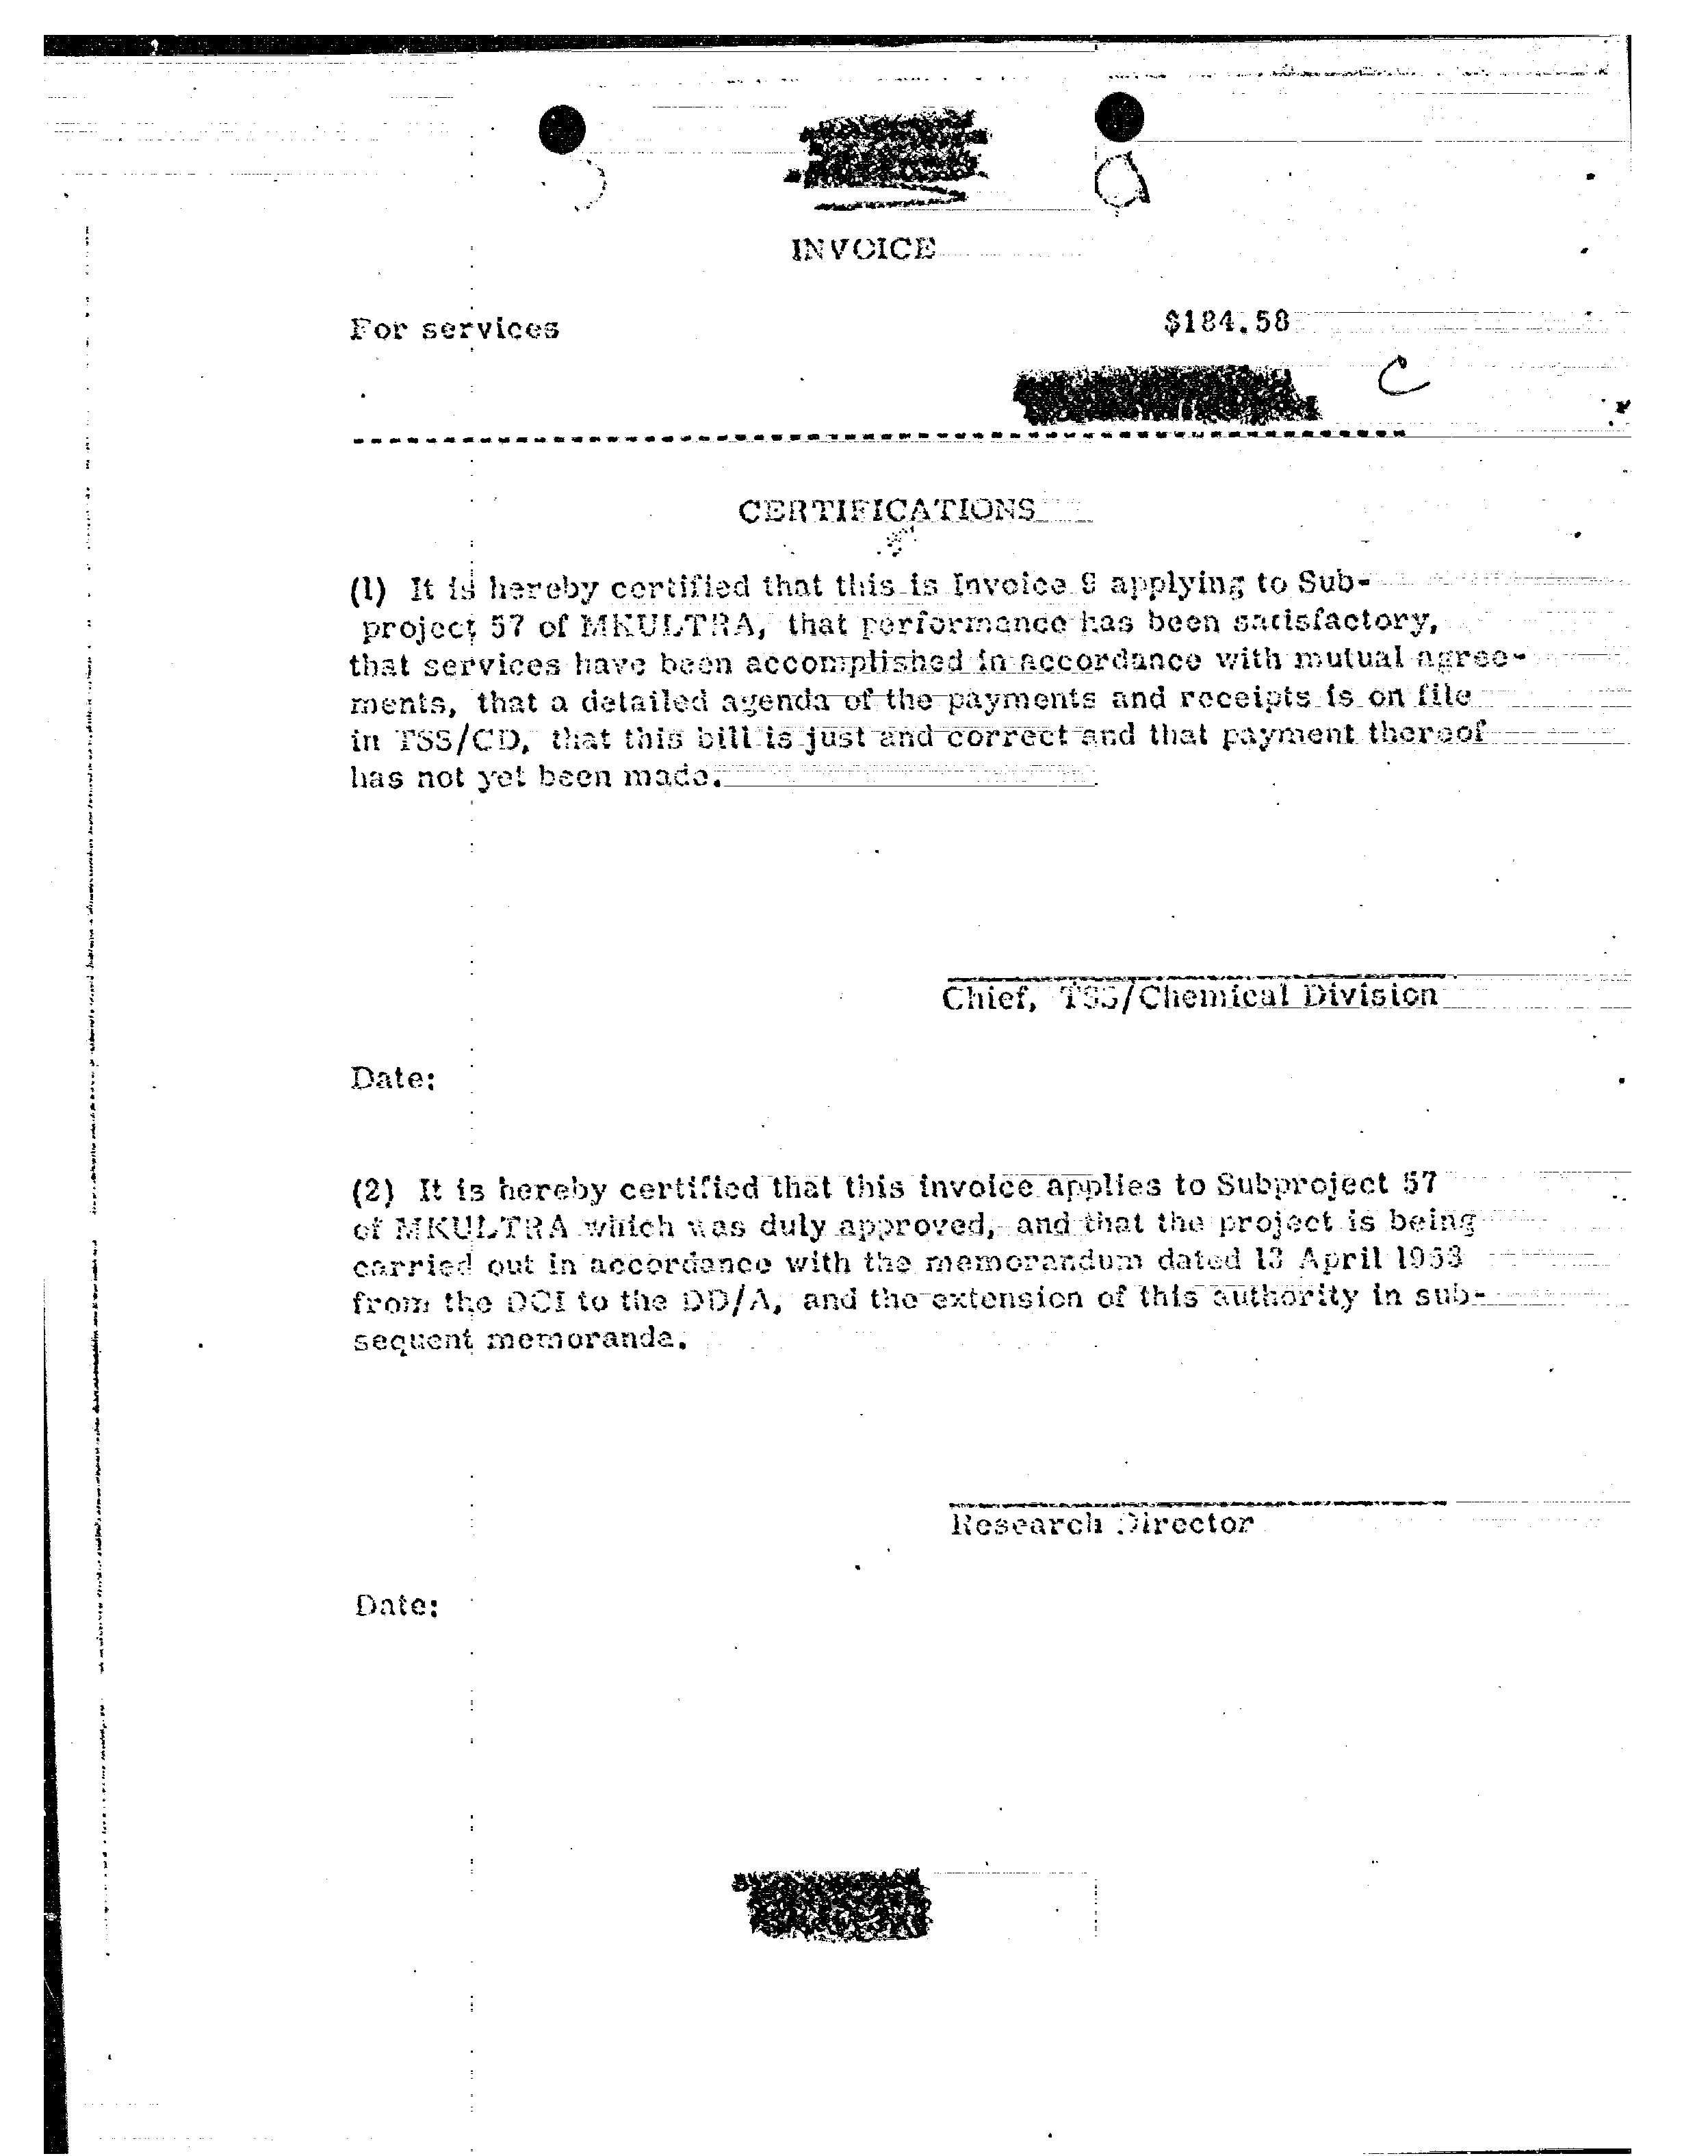 INVOICE
For services $184.58
C
CERTIFICATIONS
(1) It is hereby certified that this is Invoice applying to Sub-
project 57 of MKULTRA, that performance has been satisfactory,
that services have been accomplished in accordance with mutual agree-
ments, that a detailed agenda of the payments and receipts is on file
in TSS/CD, that this bill is just and correct and that payment thereof
has not yet been made.
Chief, TSS/Chemical Division
Date:
(2) It is hereby certified that this invoice applies to Subproject 57
of MKULTRA which was duly approved, and that the project is being
carried out in accordance with the memorandum dated 13 April 1953
from the DCI to the DD/A, and the extension of this authority in sub-
sequent memoranda.
Research Director
Date: